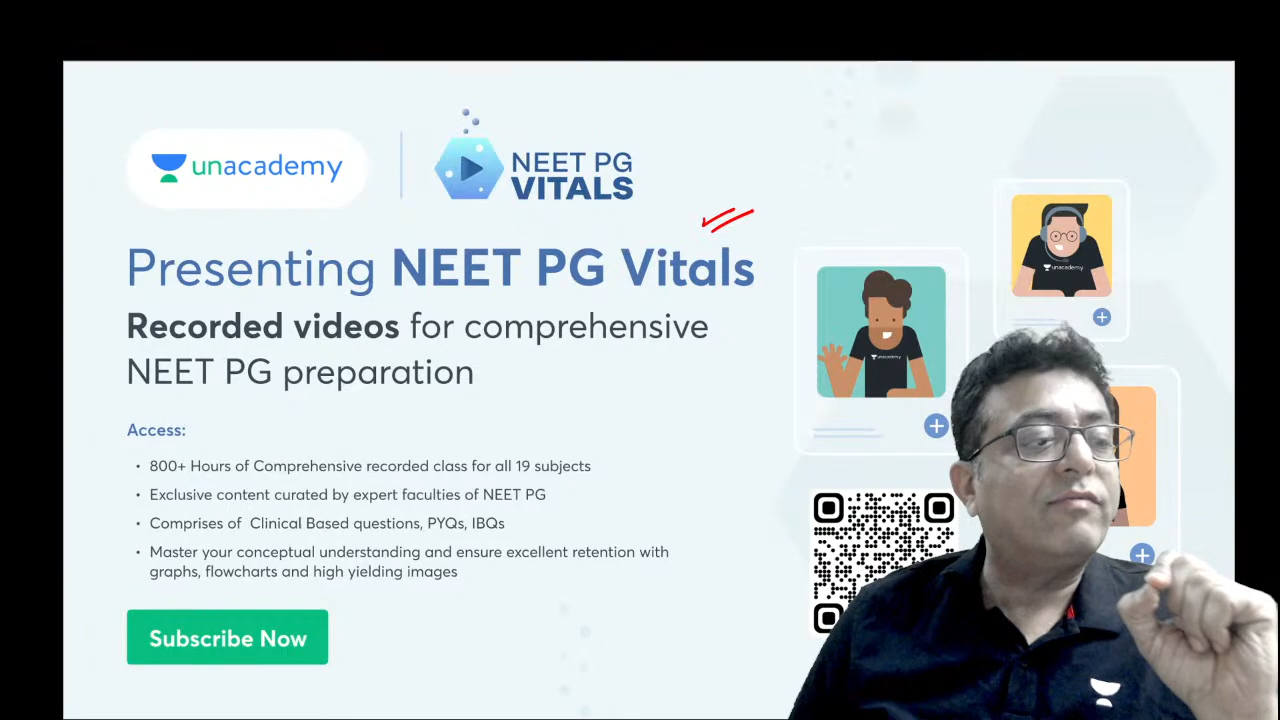 unacademy
NEET PG
VITALS
Presenting NEET PG Vitals
Recorded videos for comprehensive
NEET PG preparation
Access:
• 800+ Hours of Comprehensive recorded class for all 19 subjects
• Exclusive content curated by expert faculties of NEET PG
• Comprises of Clinical Based questions, PYQs, IBQs
• Master your conceptual understanding and ensure excellent retention with
graphs, flowcharts and high yielding images
Subscribe Now
unacademy
unacademy